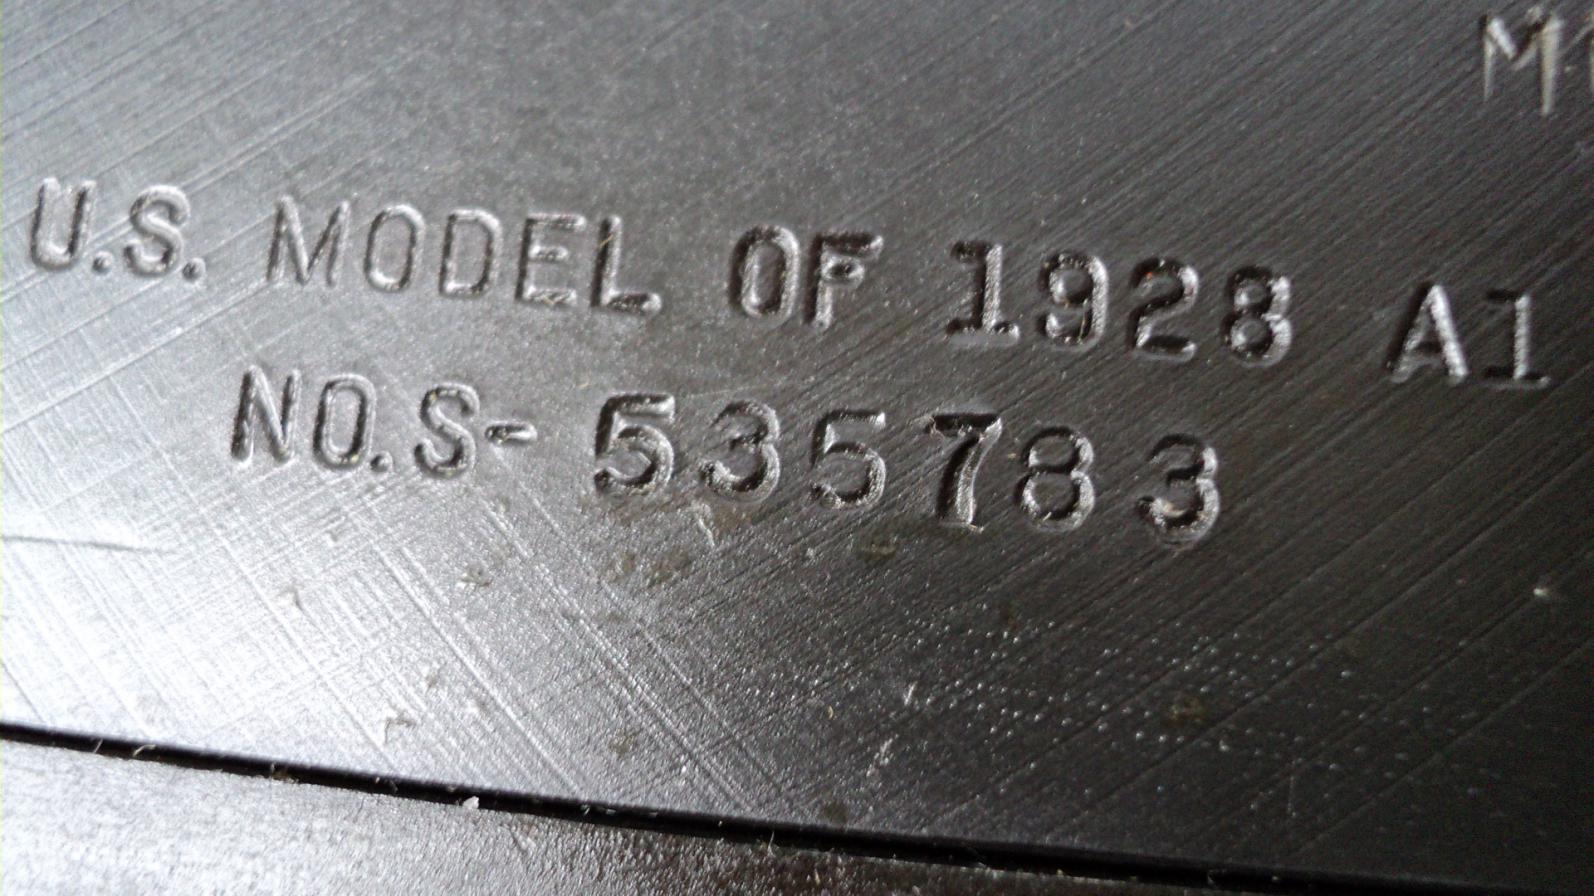 U.S. MODEL OF 1928 A1
NO.S- 535783